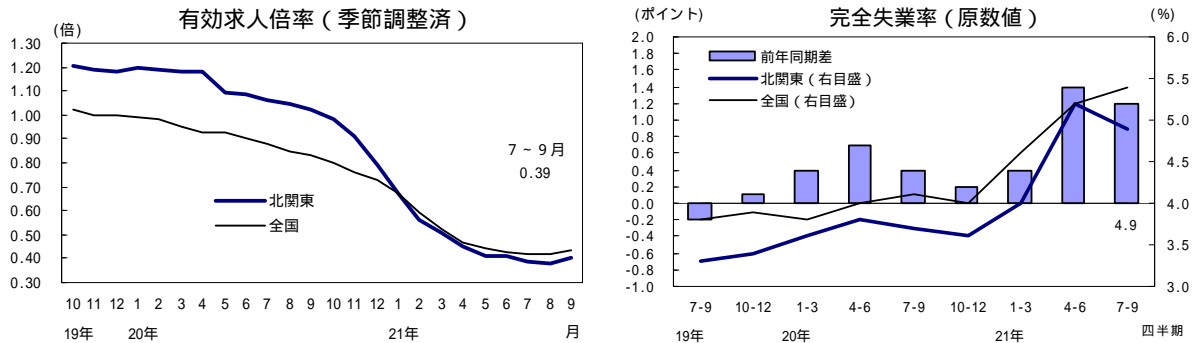 有効求人倍率（季節調整済）
(倍)
1.30
1.20
1.10
1.00
0.90
0.80
0.70
0.60
0.50
0.40
0.30
7～9月
0.39
北関東
全国
10 11 12 1 2 3 4 5 6 7 8 9 10 11 12 1 2 3 4 5 6 7 8 9
19年 20年 21年 月
完全失業率（原数値）
(ポイント)
(%)
2.0
1.8
1.6
1.4
1.2
1.0
0.8
0.6
0.4
0.2
0.0
-0.2
-0.4
-0.6
-0.8
-1.0
前年同期差
北関東（右目盛）
全国（右目盛）
4.9
6.0
5.5
5.0
4.5
4.0
3.5
3.0
7-9 10-12 1-3 4-6 7-9 10-12 1-3 4-6 7-9
19年 20年 21年 四半期